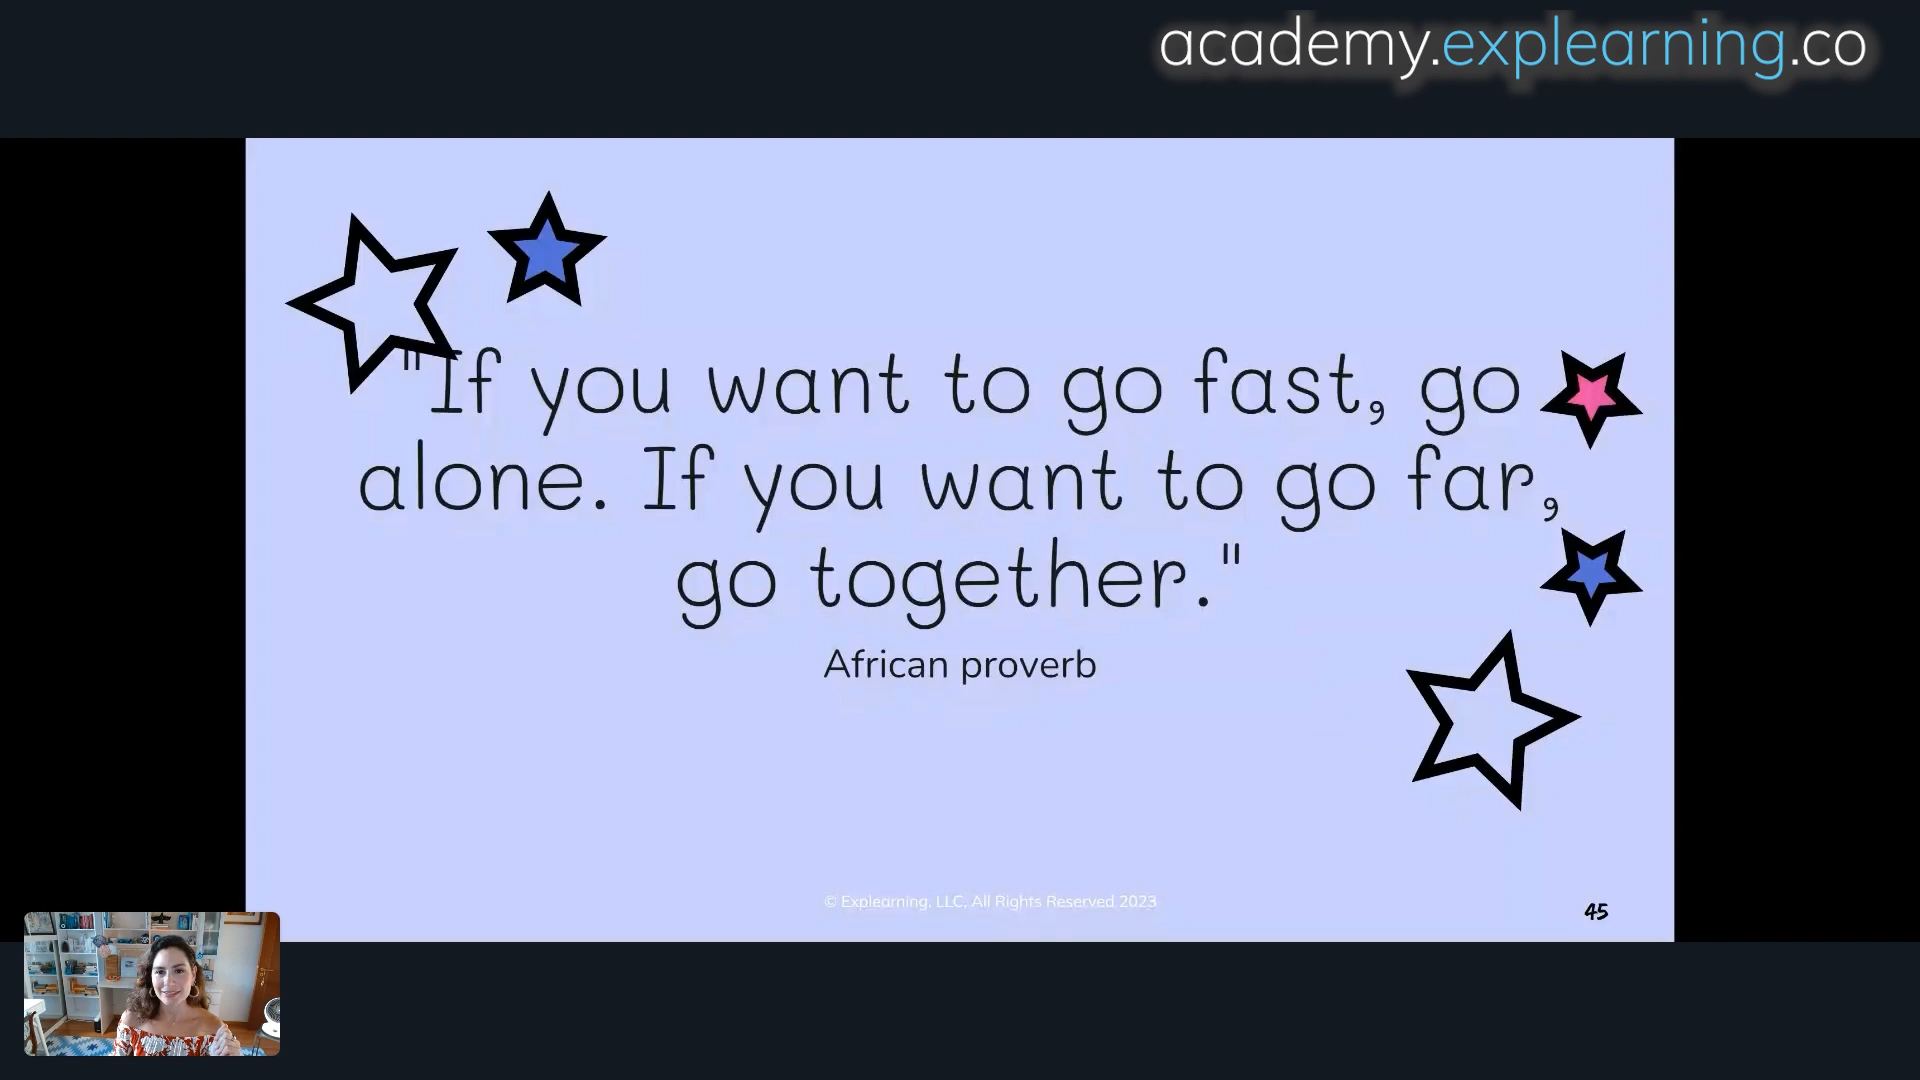 academy.explearning.co
"If you want to go fast, go
alone. If you want to go far,
go together."
African proverb
© Explearning, LLC, All Rights Reserved 2023
45